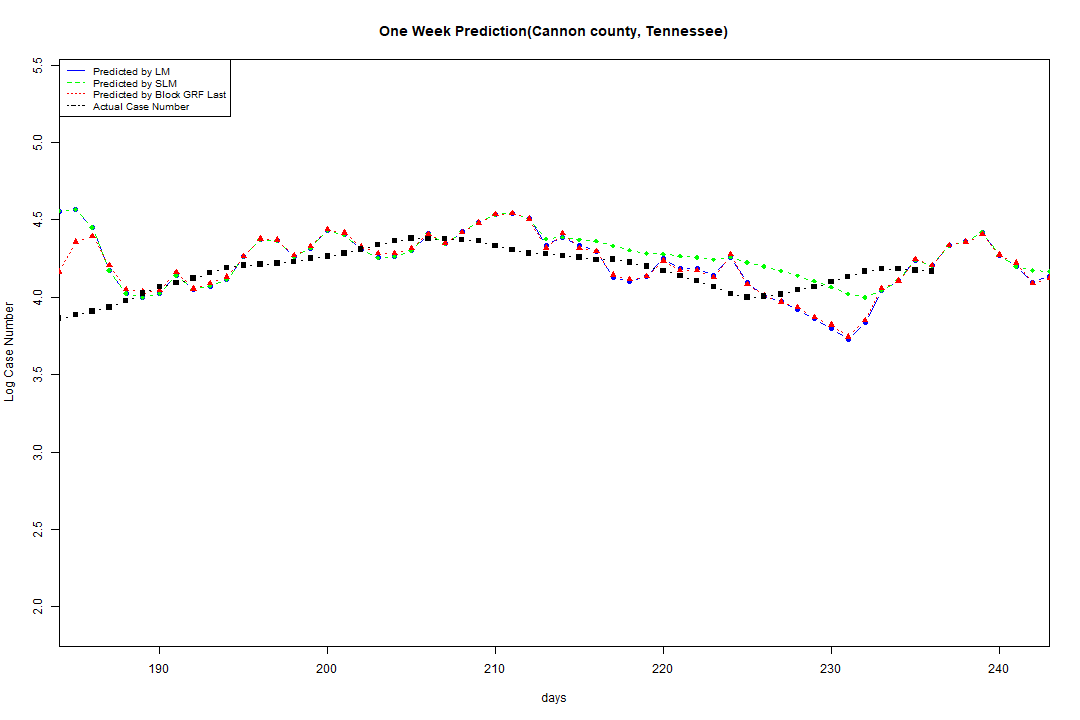 One Week Prediction(Cannon county, Tennessee)
Predicted by LM
Predicted by SLM
Predicted by Block GRF Last
Actual Case Number
5.5
5.0
4.5
4.0
3.5
3.0
2.5
2.0
Log Case Number
190 200 210 220 230 240
days